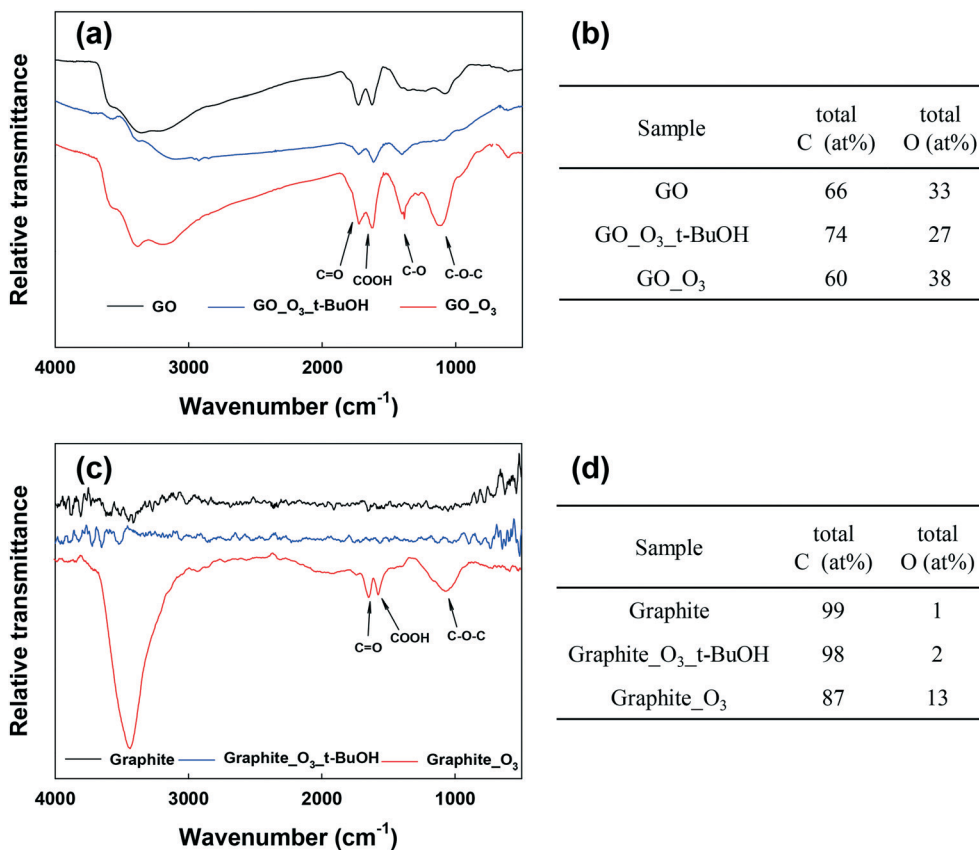 (a)
Relative transmittance
C=O
COOH
C-O
C-O-C
GO
GO_O₃_t-BuOH
GO_O₃
4000 3000 2000 1000
Wavenumber (cm⁻¹)
(b)
Sample total C (at%) total O (at%)
GO 66 33
GO_O₃_t-BuOH 74 27
GO_O₃ 60 38
(c)
Relative transmittance
C=O
COOH
C-O-C
Graphite
Graphite_O₃_t-BuOH
Graphite_O₃
4000 3000 2000 1000
Wavenumber (cm⁻¹)
(d)
Sample total C (at%) total O (at%)
Graphite 99 1
Graphite_O₃_t-BuOH 98 2
Graphite_O₃ 87 13